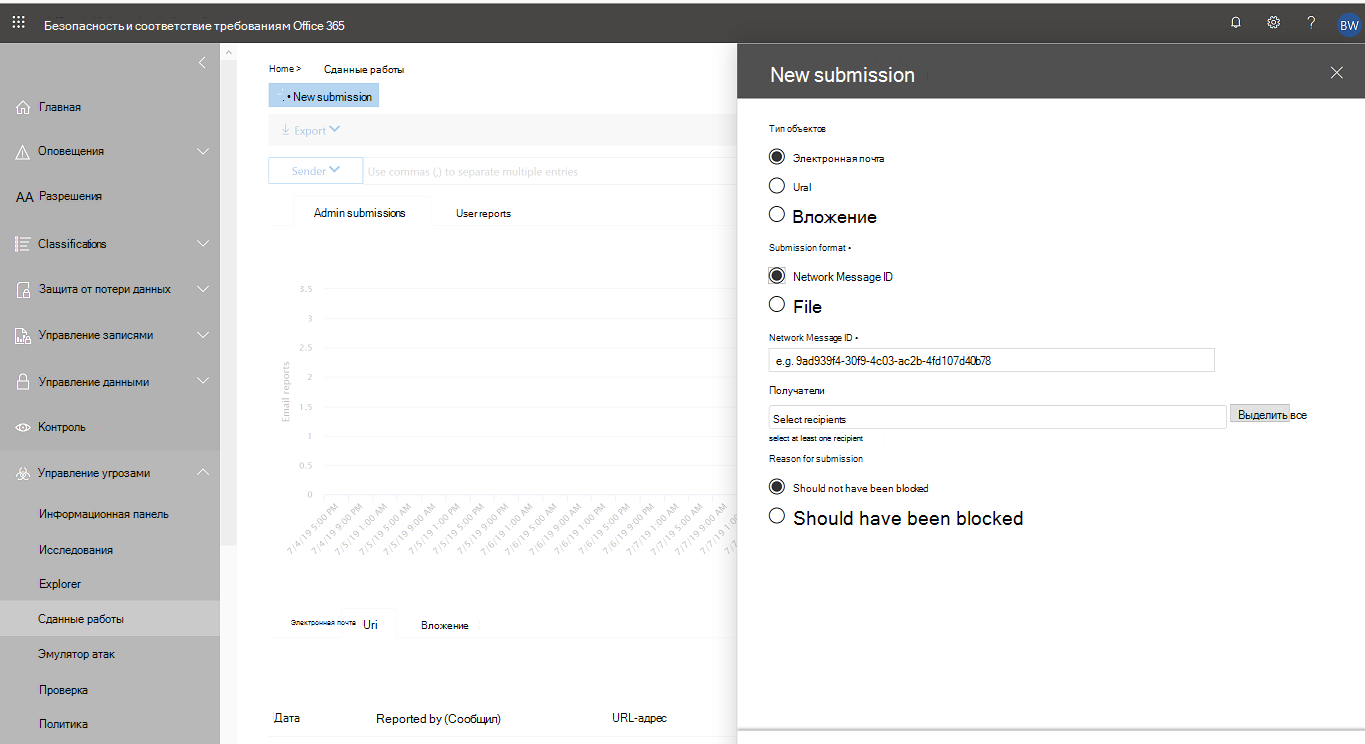 Безопасность и соответствие требованиям Office 365
?
BW
Главная
Оповещения
AA Разрешения
Classifications
Защита от потери данных
Управление записями
Управление данными
Контроль
Управление угрозами
Информационная панель
Исследования
Explorer
Сданные работы
Эмулятор атак
Проверка
Политика
Home > Сданные работы
• New submission
Export
Sender Use commas (,) to separate multiple entries
Admin submissions User reports
Email reports
3.5
3
2.5
2
1.5
1
0.5
0
7/4/19 5:00 PM
7/4/19 9:00 PM
7/5/19 1:00 AM
7/5/19 5:00 AM
7/5/19 9:00 AM
7/5/19 1:00 PM
7/5/19 5:00 PM
7/5/19 9:00 PM
7/6/19 1:00 AM
7/6/19 5:00 AM
7/6/19 9:00 AM
7/6/19 1:00 PM
7/6/19 5:00 PM
7/6/19 9:00 PM
7/7/19 1:00 AM
7/7/19 5:00 AM
7/7/19 9:00 AM
7/7/19 1:0
Электронная почта Uri Вложение
Дата Reported by (Сообщил) URL-адрес
New submission
Тип объектов
Электронная почта
Ural
Вложение
Submission format •
Network Message ID
File
Network Message ID •
e.g. 9ad939f4-30f9-4c03-ac2b-4fd107d40b78
Получатели
Select recipients Выделить все
select at least one recipient
Reason for submission
Should not have been blocked
Should have been blocked